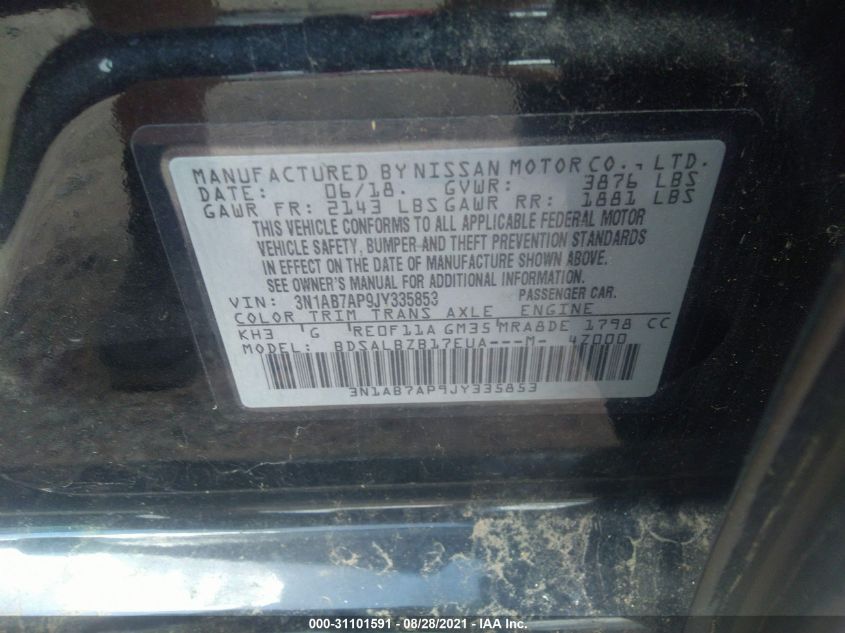 MANUFACTURED BY NISSAN MOTOR CO., LTD.
DATE: 06/18. GVWR: 3876 LBS
GAWR FR: 2143 LBS GAWR RR: 1881 LBS
THIS VEHICLE CONFORMS TO ALL APPLICABLE FEDERAL MOTOR
VEHICLE SAFETY, BUMPER AND THEFT PREVENTION STANDARDS
IN EFFECT ON THE DATE OF MANUFACTURE SHOWN ABOVE.
SEE OWNER'S MANUAL FOR ADDITIONAL INFORMATION.
VIN: 3N1AB7AP9JY335853 PASSENGER CAR.
COLOR TRIM TRANS AXLE ENGINE
KH3 G RE0F11A GM35 MRA8DE 1798 CC
MODEL: BDSALBZB17EUA---M- 4Z000
3N1AB7AP9JY335853
000-31101591 / 08/28/2021 - IAA Inc.